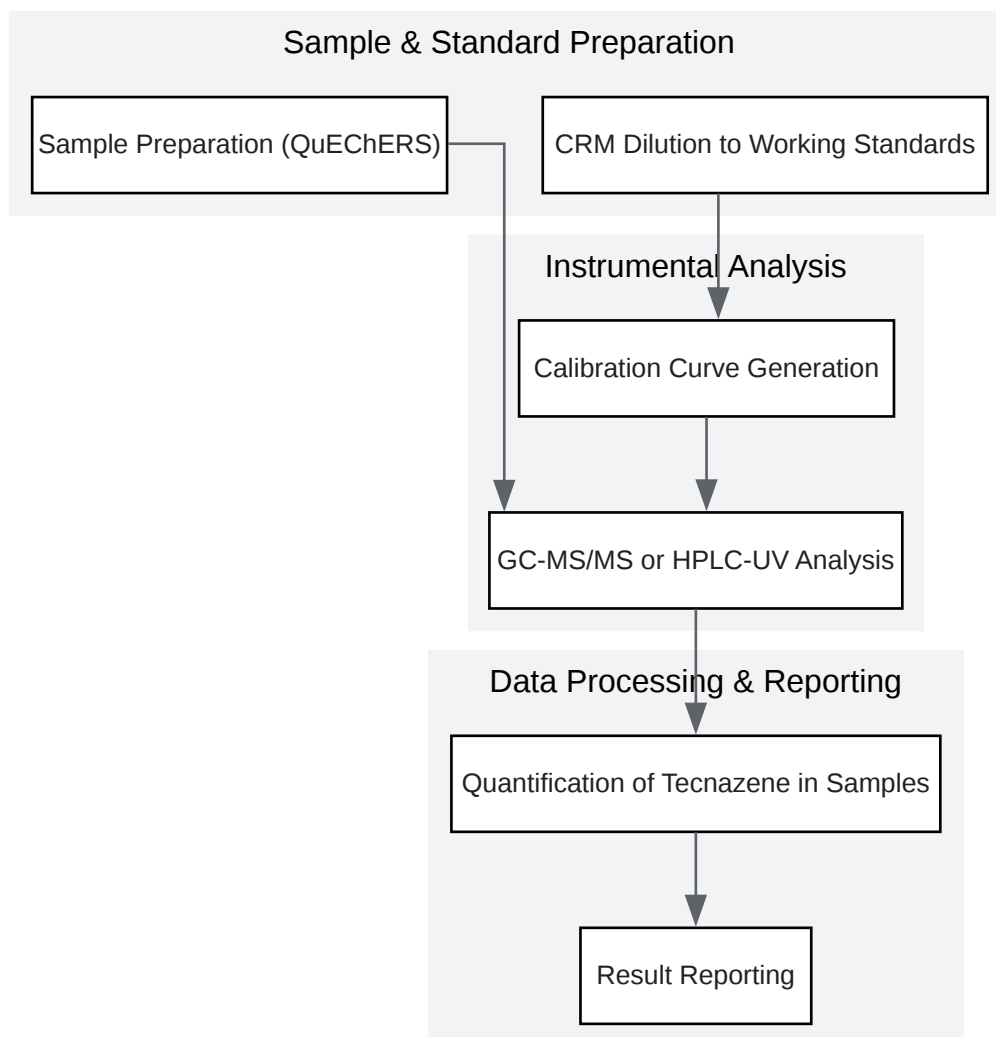 Sample & Standard Preparation
Sample Preparation (QuEChERS)
CRM Dilution to Working Standards
Instrumental Analysis
Calibration Curve Generation
GC-MS/MS or HPLC-UV Analysis
Data Processing & Reporting
Quantification of Tecnazene in Samples
Result Reporting